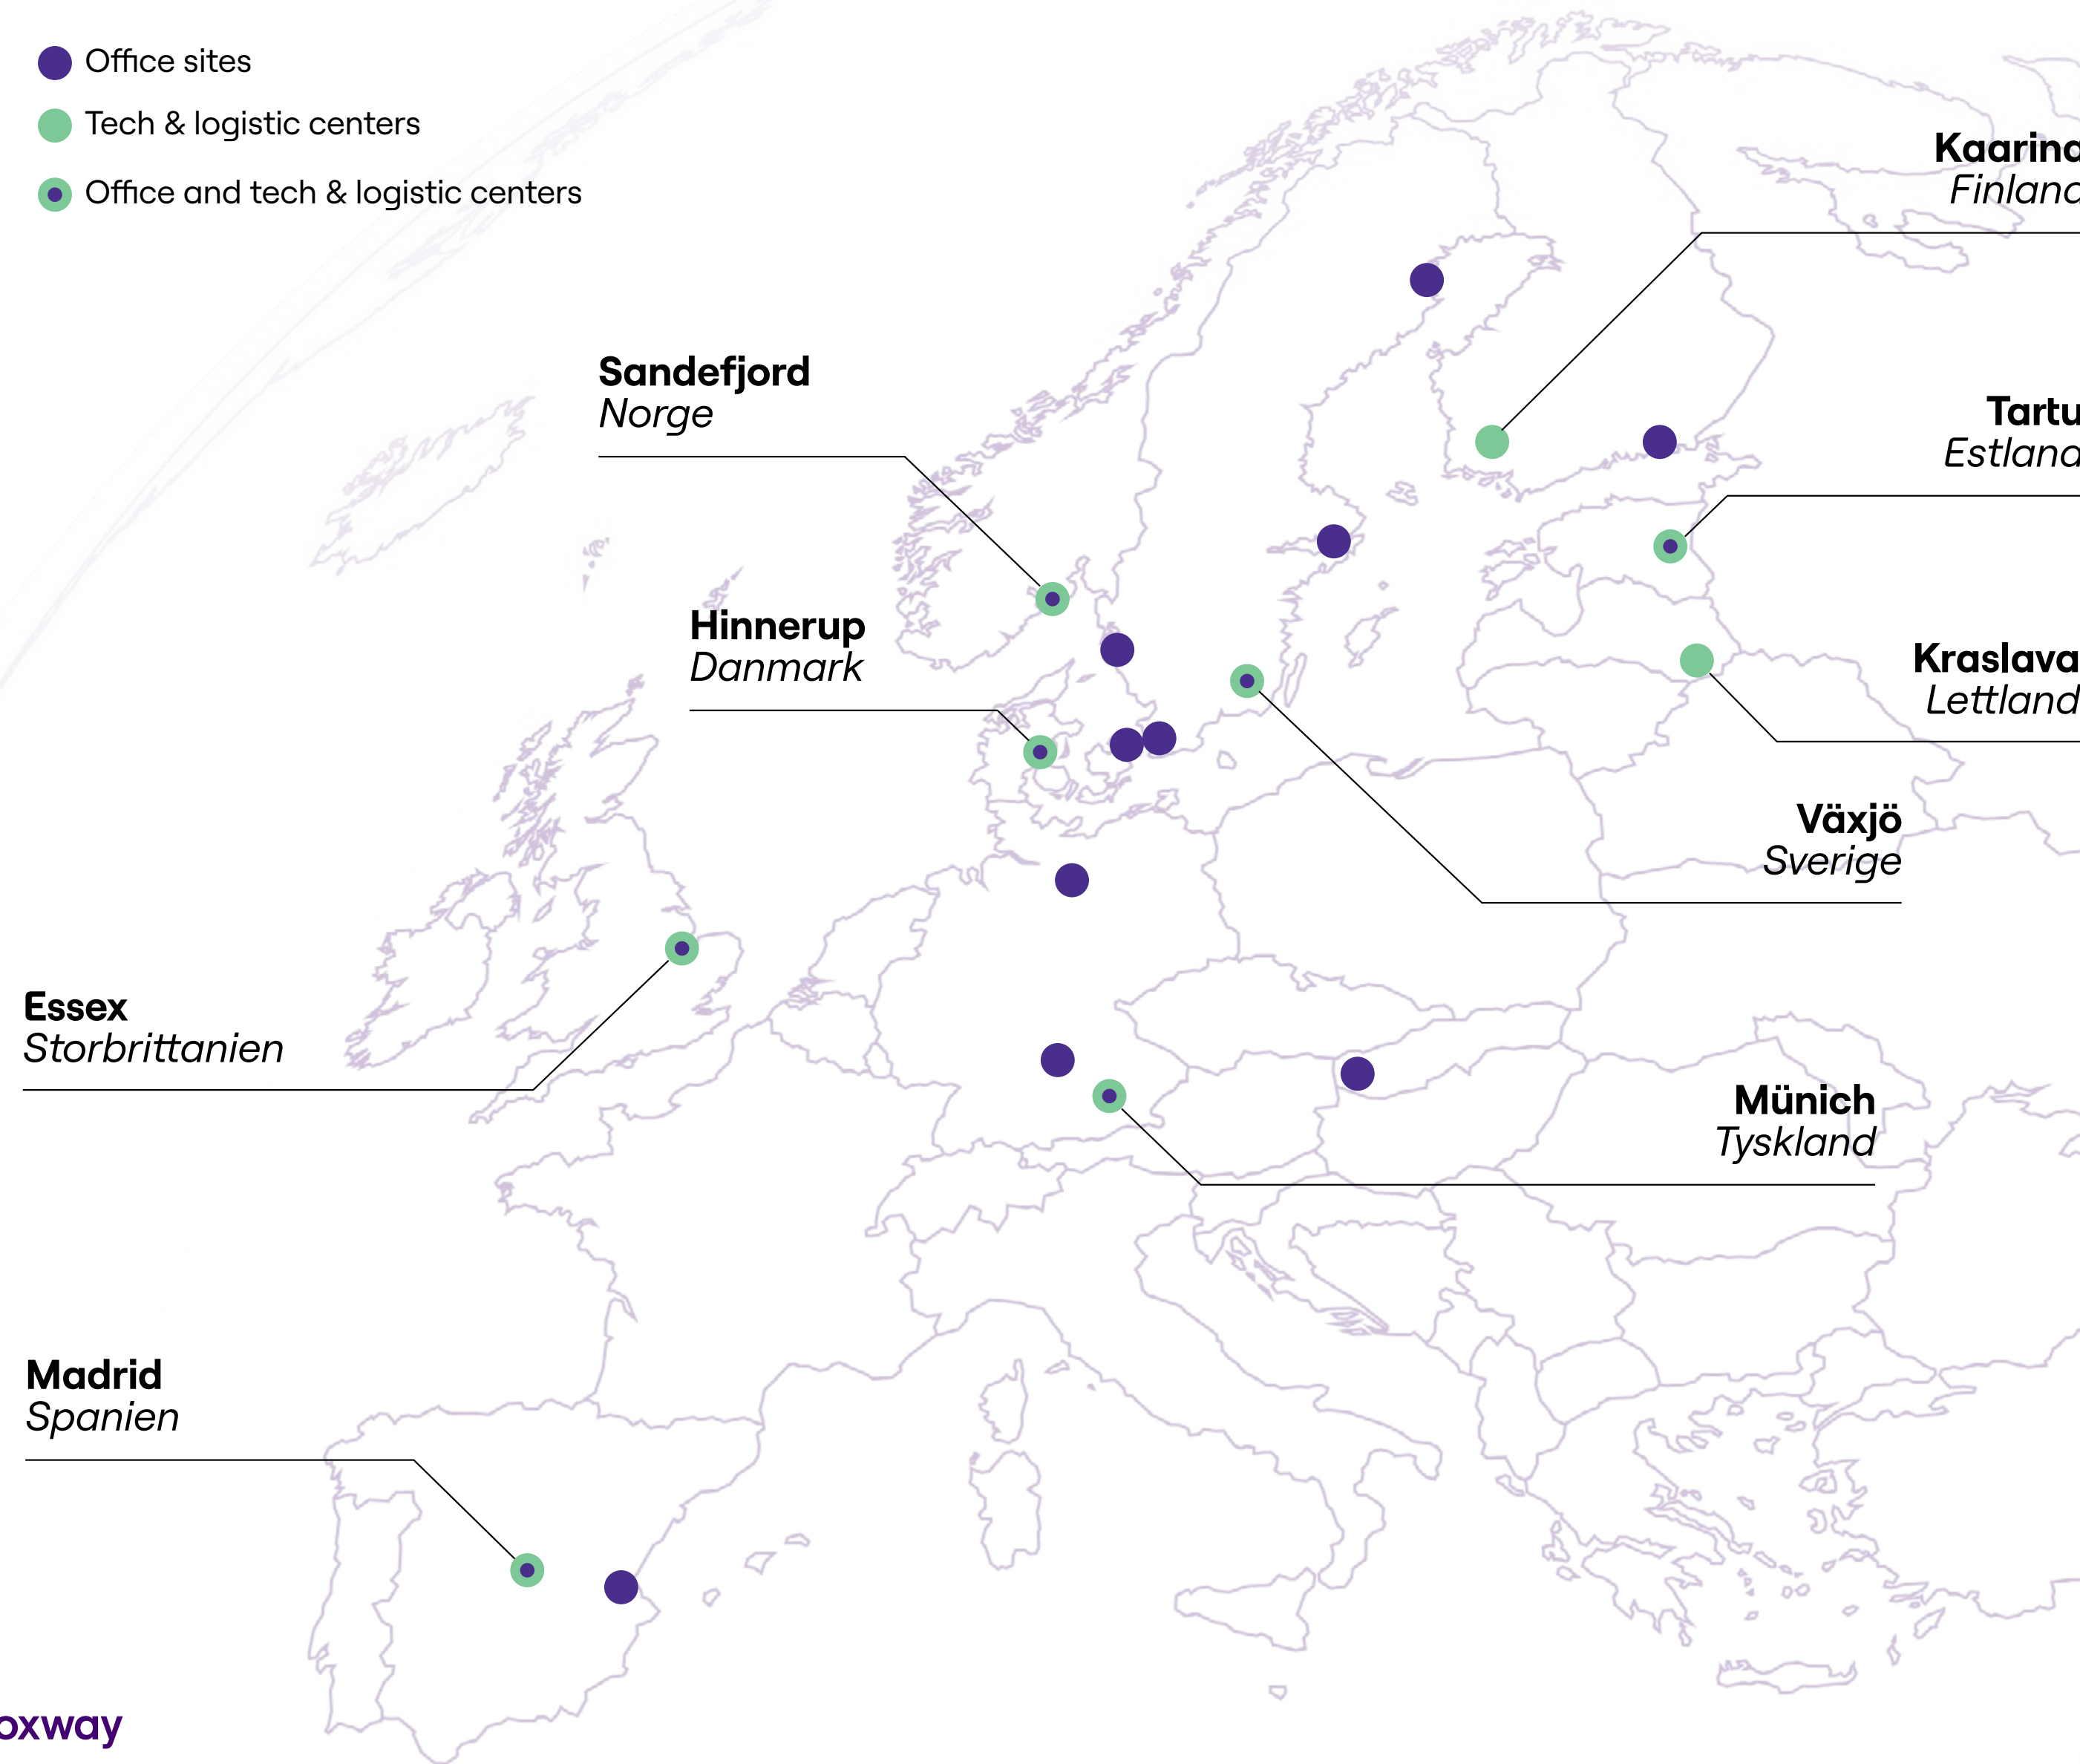 Office sites
Tech & logistic centers
Office and tech & logistic centers
Kaarina
Finland
Sandefjord
Norge
Tartu
Estland
Hinnerup
Danmark
Kraslava
Lettland
Växjö
Sverige
Essex
Storbrittanien
Münich
Tyskland
Madrid
Spanien
oxway